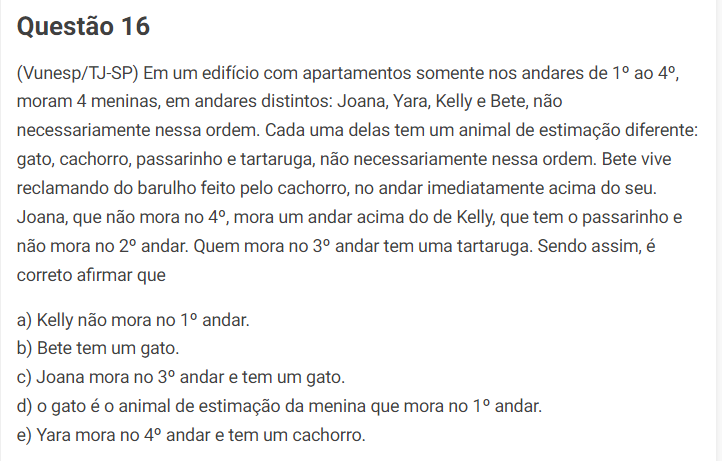 Questão 16
(Vunesp/TJ-SP) Em um edifício com apartamentos somente nos andares de 1º ao 4º,
moram 4 meninas, em andares distintos: Joana, Yara, Kelly e Bete, não
necessariamente nessa ordem. Cada uma delas tem um animal de estimação diferente:
gato, cachorro, passarinho e tartaruga, não necessariamente nessa ordem. Bete vive
reclamando do barulho feito pelo cachorro, no andar imediatamente acima do seu.
Joana, que não mora no 4º, mora um andar acima do de Kelly, que tem o passarinho e
não mora no 2º andar. Quem mora no 3º andar tem uma tartaruga. Sendo assim, é
correto afirmar que
a) Kelly não mora no 1º andar.
b) Bete tem um gato.
c) Joana mora no 3º andar e tem um gato.
d) o gato é o animal de estimação da menina que mora no 1º andar.
e) Yara mora no 4º andar e tem um cachorro.